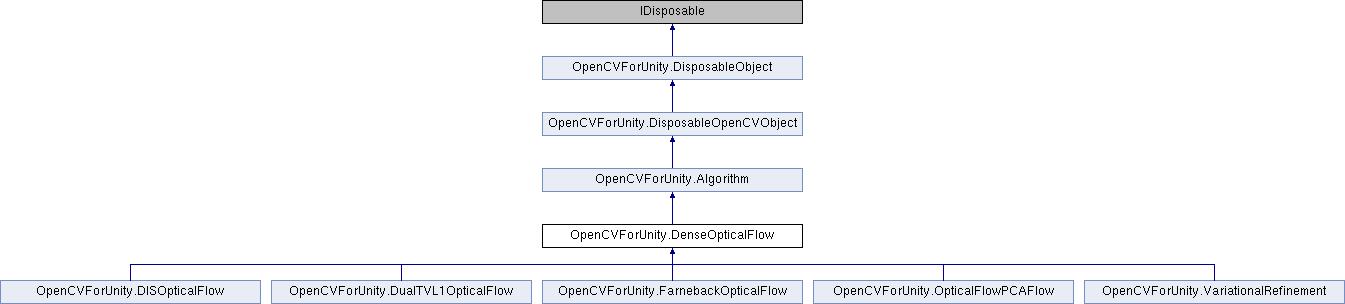 IDisposable
OpenCVForUnity.DisposableObject
OpenCVForUnity.DisposableOpenCVObject
OpenCVForUnity.Algorithm
OpenCVForUnity.DenseOpticalFlow
OpenCVForUnity.DISOpticalFlow
OpenCVForUnity.DualTVL1OpticalFlow
OpenCVForUnity.FarnebackOpticalFlow
OpenCVForUnity.OpticalFlowPCAFlow
OpenCVForUnity.VariationalRefinement